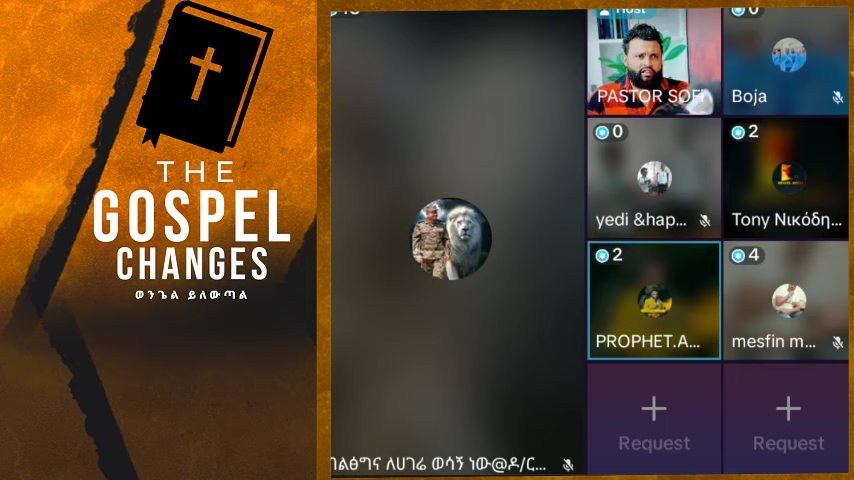 THE
GOSPEL
CHANGES
ወንጌል ይለውጣል
Host
PASTOR SOFI
0
Boja
0
yedi &hap...
2
Tony Νικόδη...
2
PROPHET.A...
4
mesfin m...
Request
Request
ለሀገሬ ወሳኝ ነው@ዶ/ር...